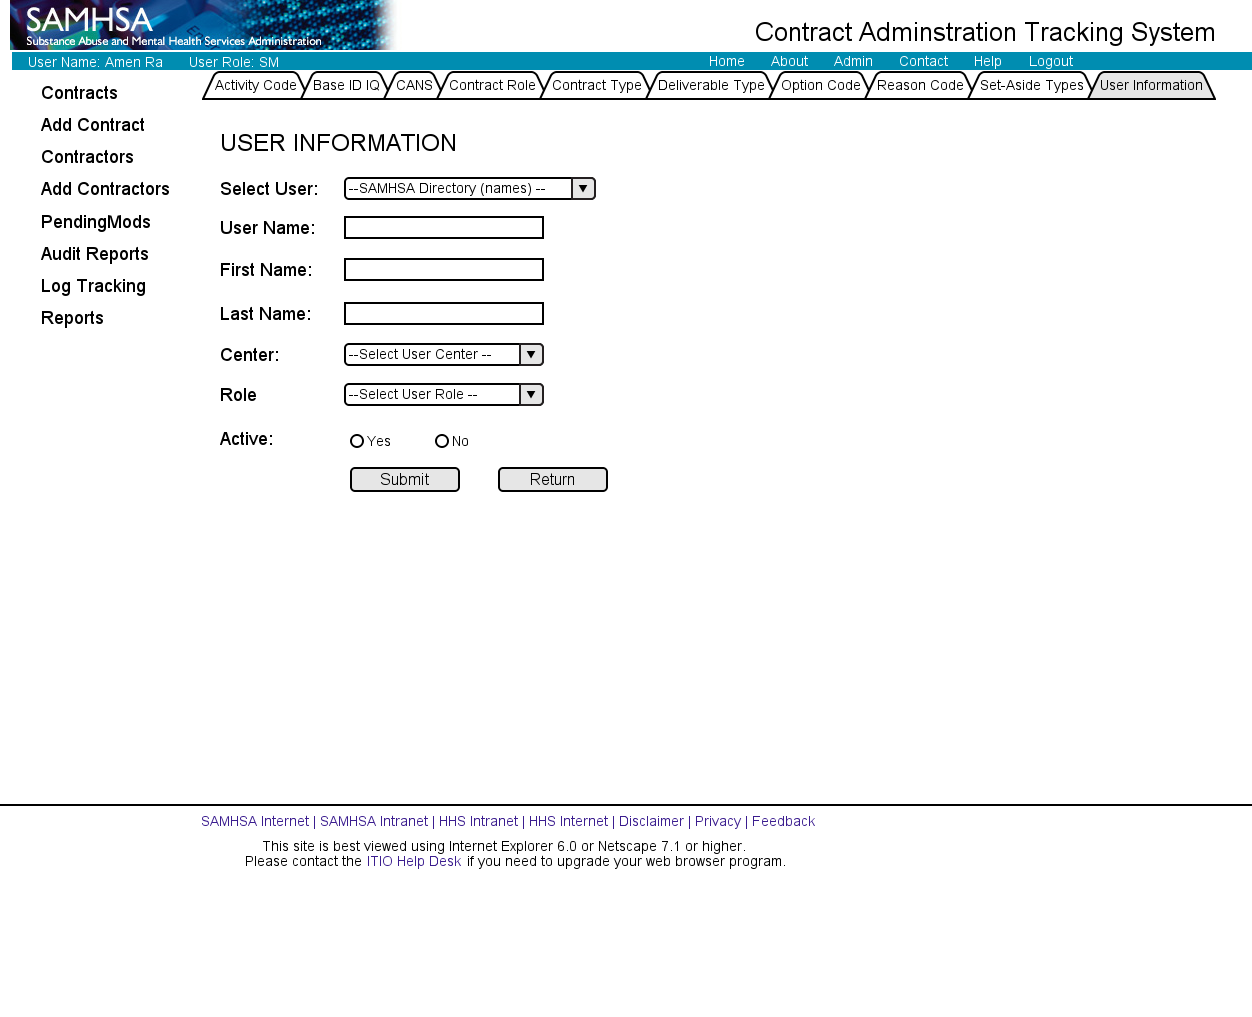 SAMHSA
Substance Abuse and Mental Health Services Administration
Contract Adminstration Tracking System
User Name: Amen Ra User Role: SM Home About Admin Contact Help Logout
Activity Code Base ID IQ CANS Contract Role Contract Type Deliverable Type Option Code Reason Code Set-Aside Types User Information
Contracts
Add Contract
Contractors
Add Contractors
PendingMods
Audit Reports
Log Tracking
Reports
USER INFORMATION
Select User: --SAMHSA Directory (names) --
User Name:
First Name:
Last Name:
Center: --Select User Center --
Role --Select User Role --
Active: Yes No
Submit Return
SAMHSA Internet | SAMHSA Intranet | HHS Intranet | HHS Internet | Disclaimer | Privacy | Feedback
This site is best viewed using Internet Explorer 6.0 or Netscape 7.1 or higher.
Please contact the ITIO Help Desk if you need to upgrade your web browser program.